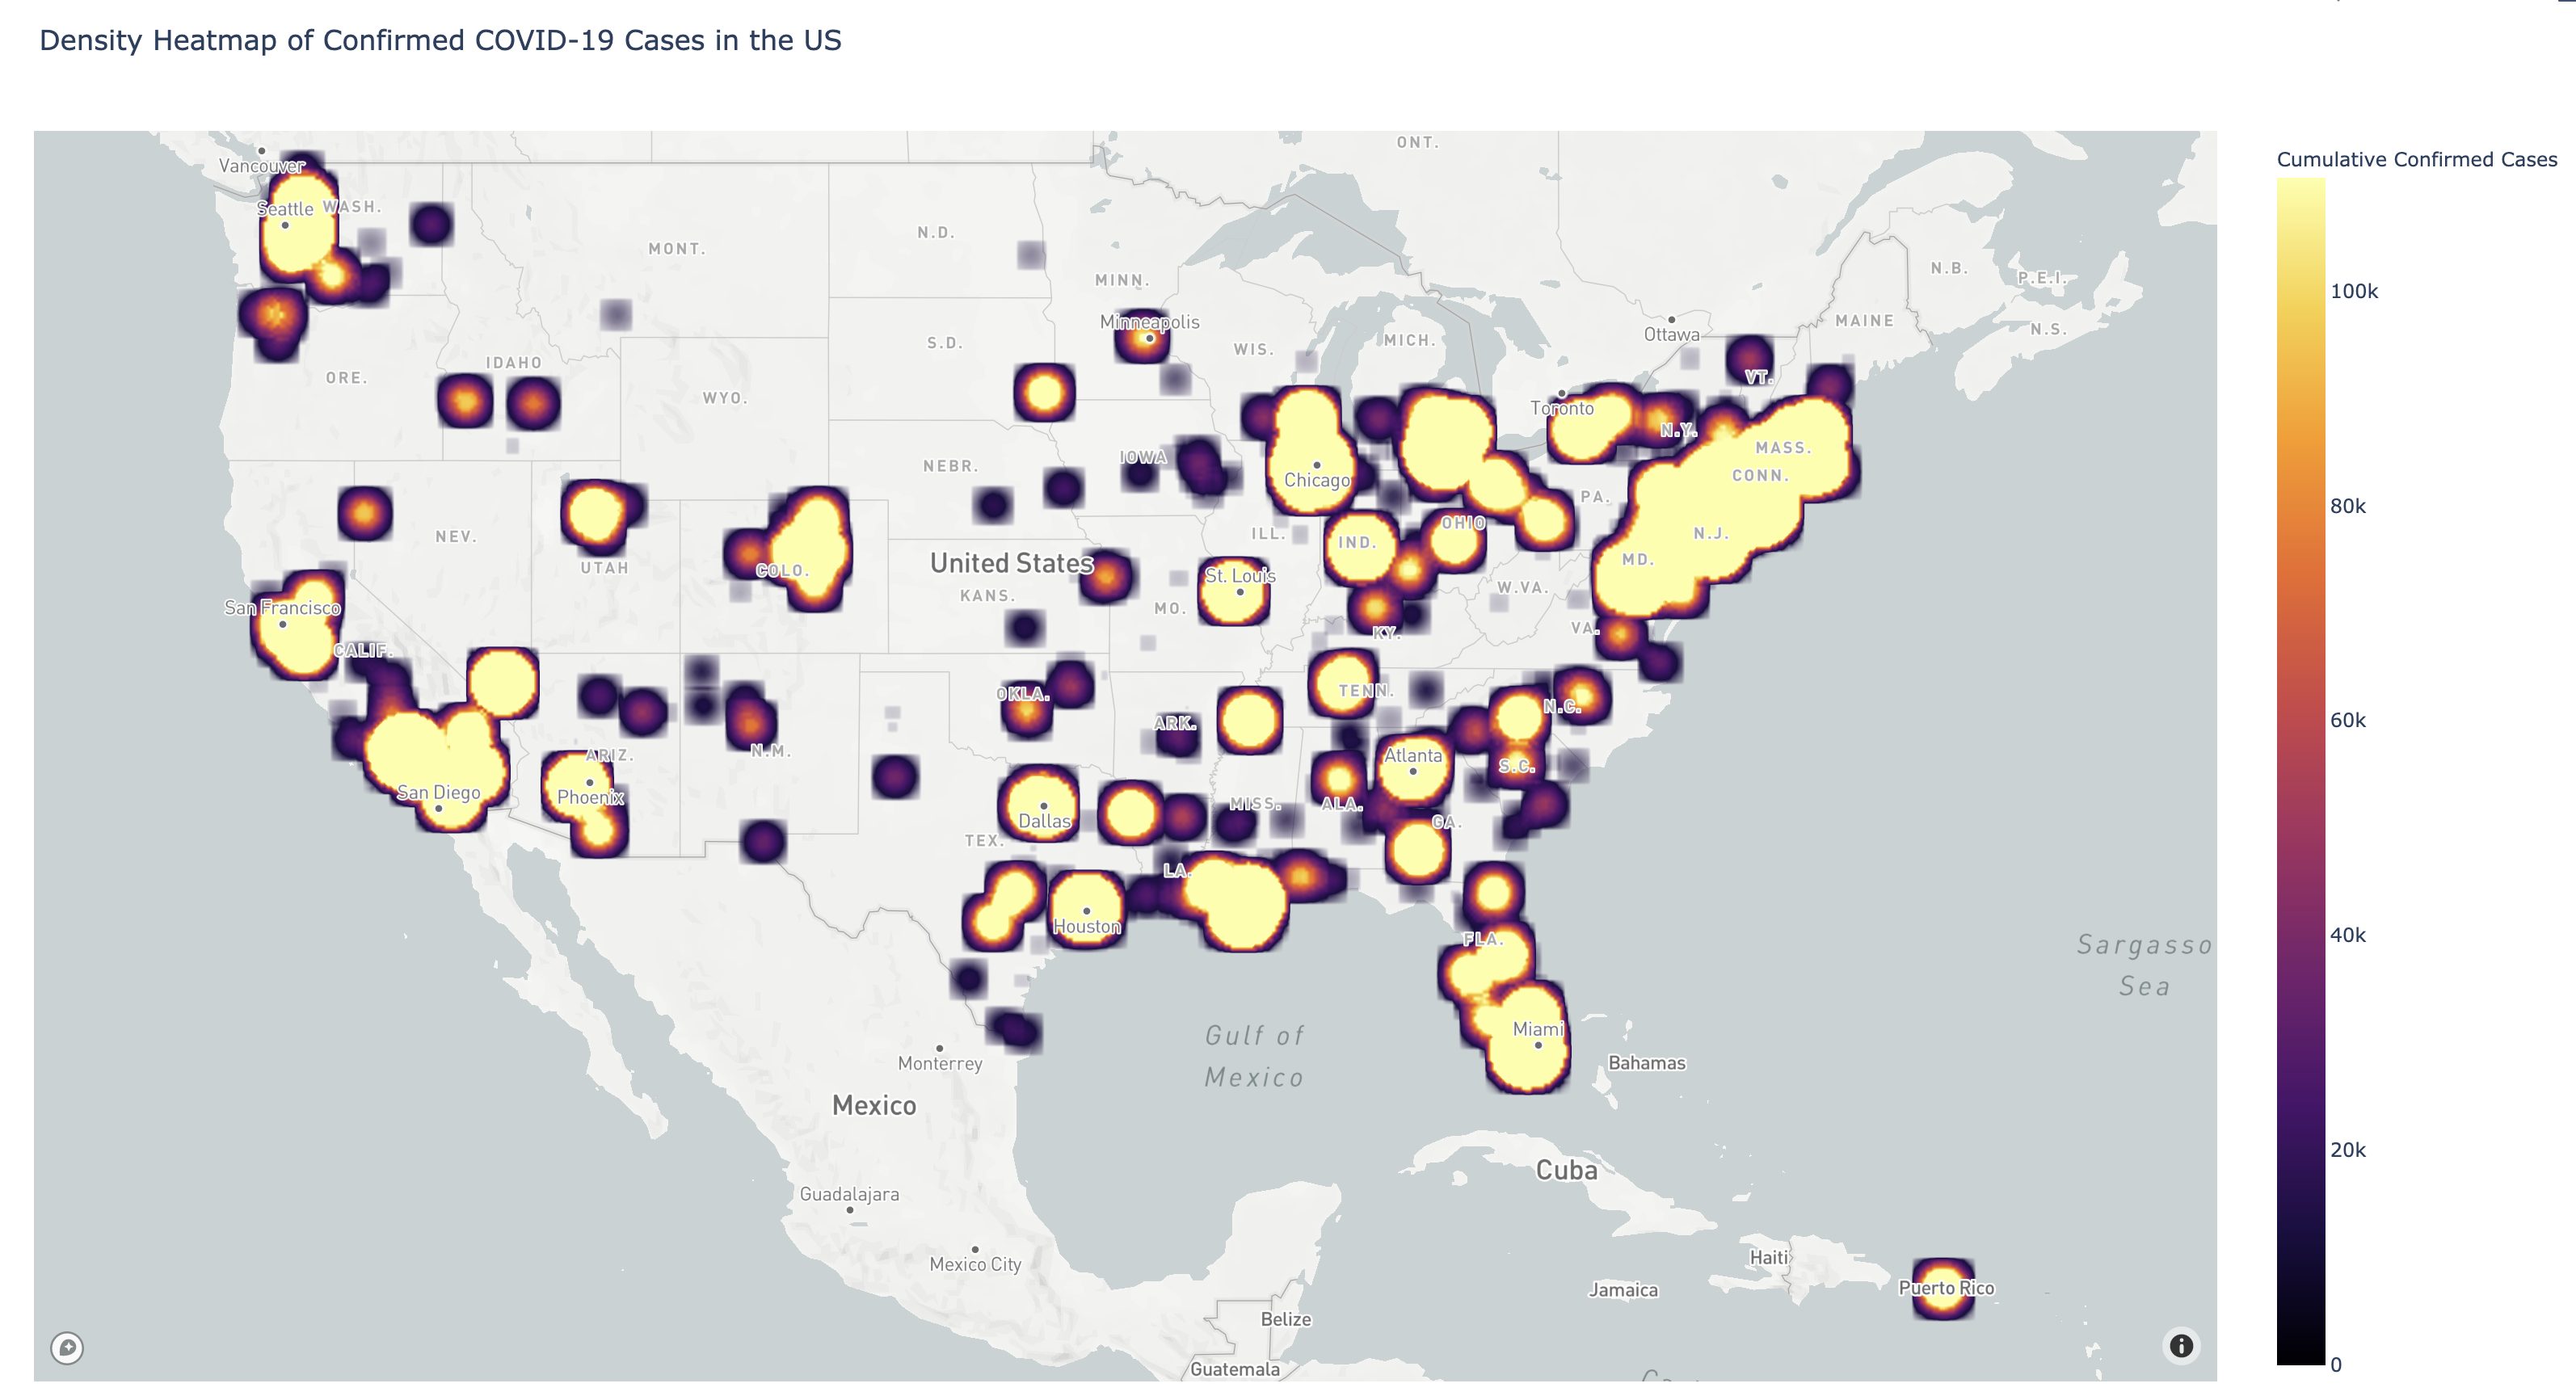 Density Heatmap of Confirmed COVID-19 Cases in the US
Cumulative Confirmed Cases
100k
80k
60k
40k
20k
0
ONT.
Vancouver
Seattle
WASH.
MONT.
N.D.
MINN.
N.B.
P.E.I.
N.S.
MAINE
Ottawa
Minneapolis
S.D.
WIS.
MICH.
IDAHO
ORE.
WYO.
VT.
Toronto
N.Y.
MASS.
CONN.
IOWA
NEBR.
Chicago
PA.
OHIO
ILL.
IND.
N.J.
MD.
NEV.
UTAH
COLO.
United States
KANS.
St. Louis
MO.
W.VA.
VA.
KY.
San Francisco
CALIF.
OKLA.
TENN.
N.C.
ARK.
ARIZ.
N.M.
Atlanta
S.C.
San Diego
Phoenix
Dallas
MISS.
ALA.
GA.
TEX.
LA.
Houston
FLA.
Sargasso
Sea
Gulf of
Mexico
Miami
Bahamas
Monterrey
Mexico
Cuba
Guadalajara
Mexico City
Haiti
Jamaica
Puerto Rico
Belize
Guatemala